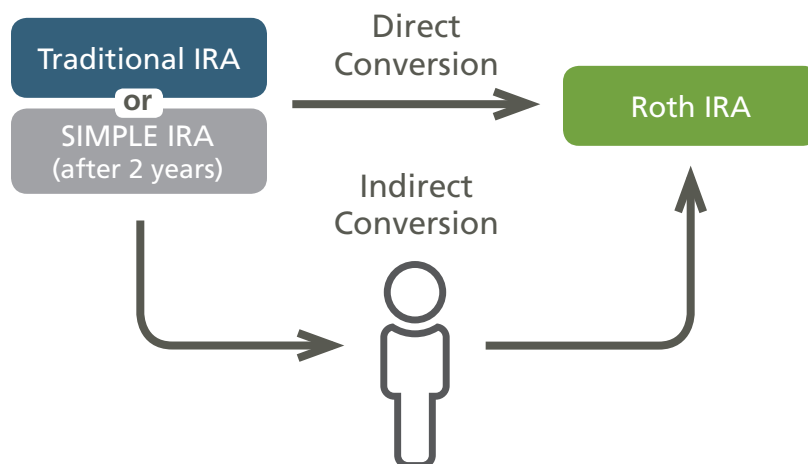 Traditional IRA
or
SIMPLE IRA
(after 2 years)
Direct
Conversion
Roth IRA
Indirect
Conversion